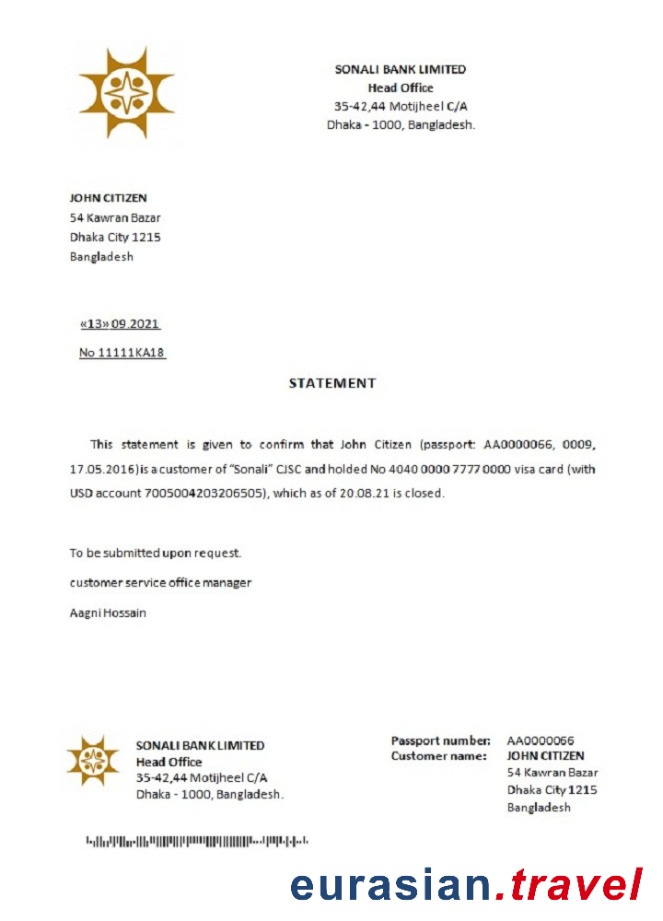 SONALI BANK LIMITED
Head Office
35-42,44 Motijheel C/A
Dhaka - 1000, Bangladesh.
JOHN CITIZEN
54 Kawran Bazar
Dhaka City 1215
Bangladesh
«13» 09.2021
No 11111KA18
STATEMENT
This statement is given to confirm that John Citizen (passport: AA0000066, 0009,
17.05.2016) is a customer of "Sonali" CJSC and holded No 4040 0000 7777 0000 visa card (with
USD account 7005004203206505), which as of 20.08.21 is closed.
To be submitted upon request.
customer service office manager
Aagni Hossain
SONALI BANK LIMITED
Head Office
35-42,44 Motijheel C/A
Dhaka - 1000, Bangladesh.
Passport number: AA0000066
Customer name: JOHN CITIZEN
54 Kawran Bazar
Dhaka City 1215
Bangladesh
eurasian.travel